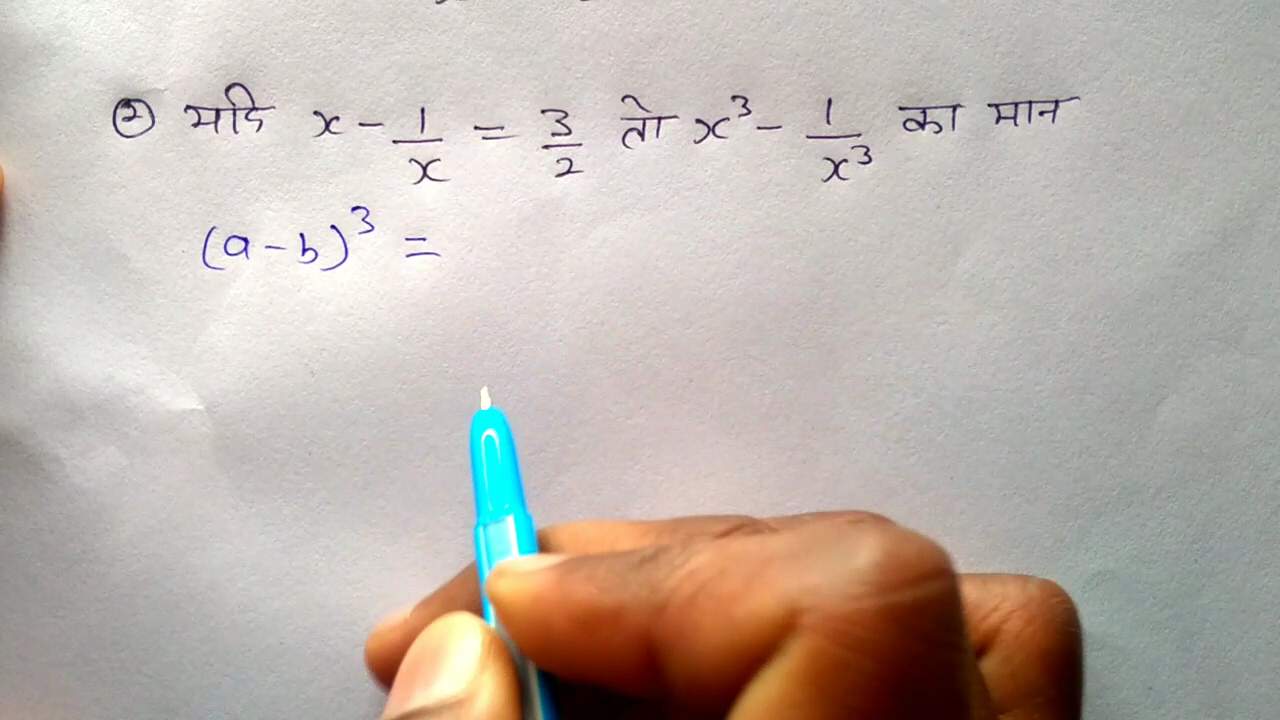 ② यदि x - 1/x = 3/2 तो x³ - 1/x³ का मान
(a-b)³ =